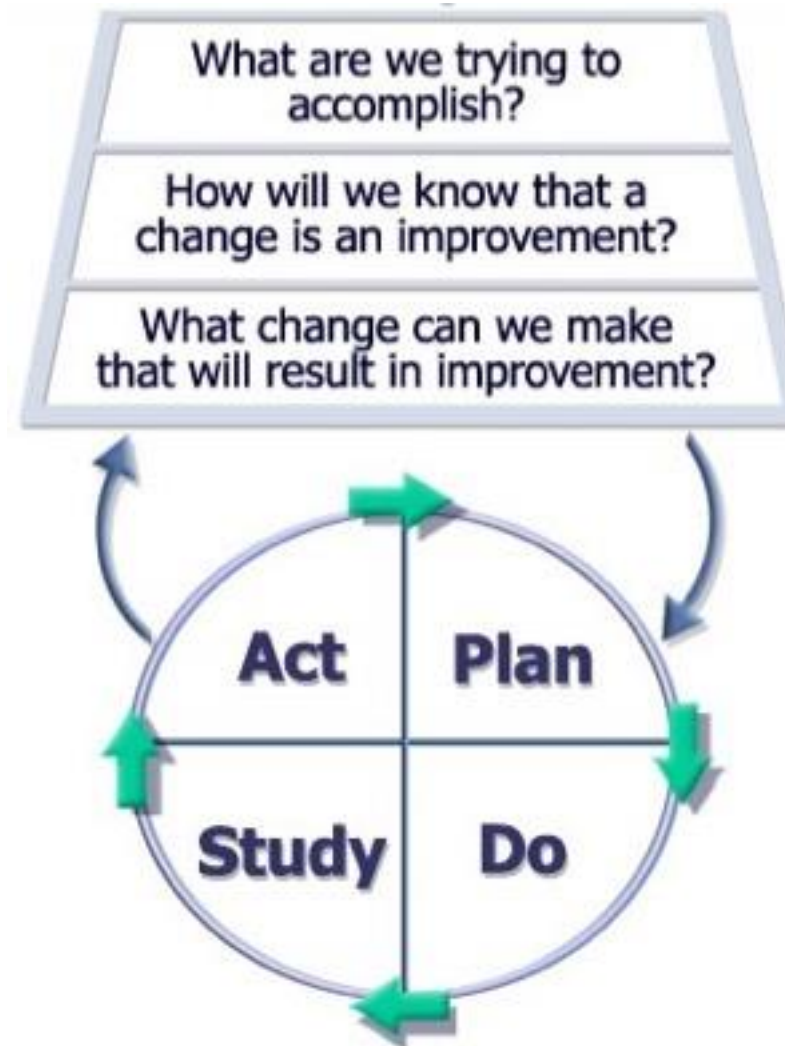 What are we trying to
accomplish?
How will we know that a
change is an improvement?
What change can we make
that will result in improvement?
Act
Plan
Study
Do